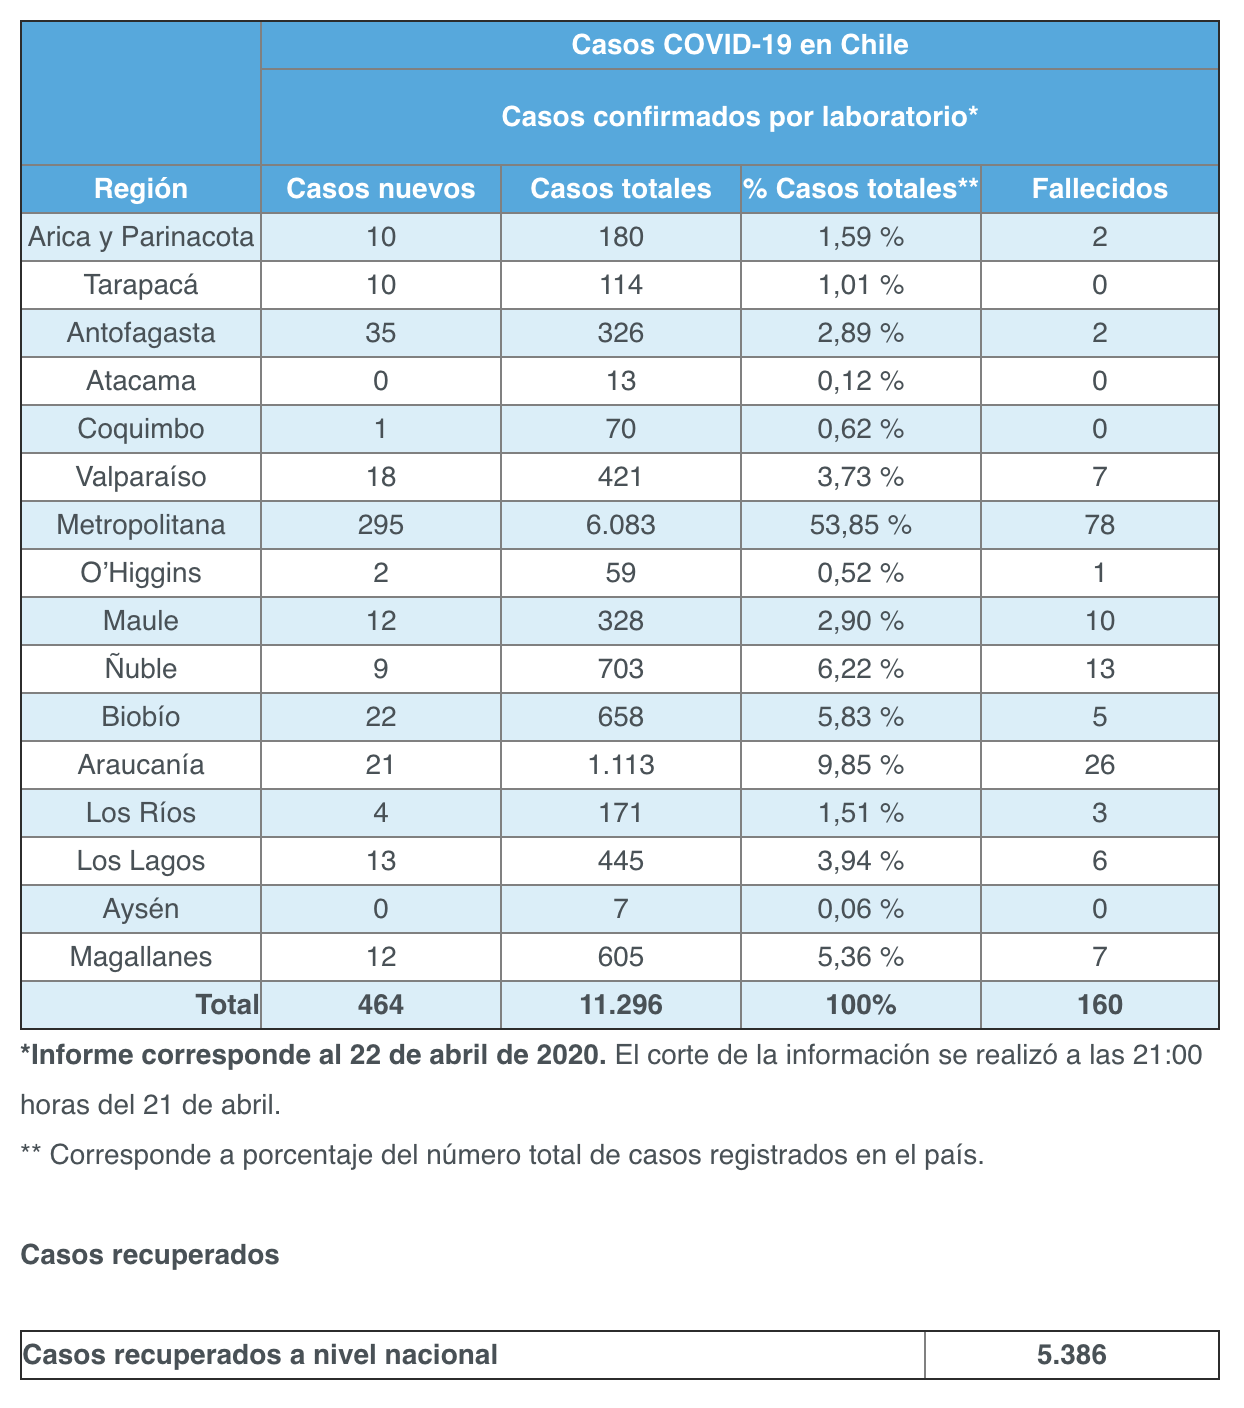 Casos COVID-19 en Chile
Casos confirmados por laboratorio*
Región Casos nuevos Casos totales % Casos totales** Fallecidos
Arica y Parinacota 10 180 1,59 % 2
Tarapacá 10 114 1,01 % 0
Antofagasta 35 326 2,89 % 2
Atacama 0 13 0,12 % 0
Coquimbo 1 70 0,62 % 0
Valparaíso 18 421 3,73 % 7
Metropolitana 295 6.083 53,85 % 78
O’Higgins 2 59 0,52 % 1
Maule 12 328 2,90 % 10
Ñuble 9 703 6,22 % 13
Biobío 22 658 5,83 % 5
Araucanía 21 1.113 9,85 % 26
Los Ríos 4 171 1,51 % 3
Los Lagos 13 445 3,94 % 6
Aysén 0 7 0,06 % 0
Magallanes 12 605 5,36 % 7
Total 464 11.296 100% 160
*Informe corresponde al 22 de abril de 2020. El corte de la información se realizó a las 21:00
horas del 21 de abril.
** Corresponde a porcentaje del número total de casos registrados en el país.
Casos recuperados
Casos recuperados a nivel nacional 5.386